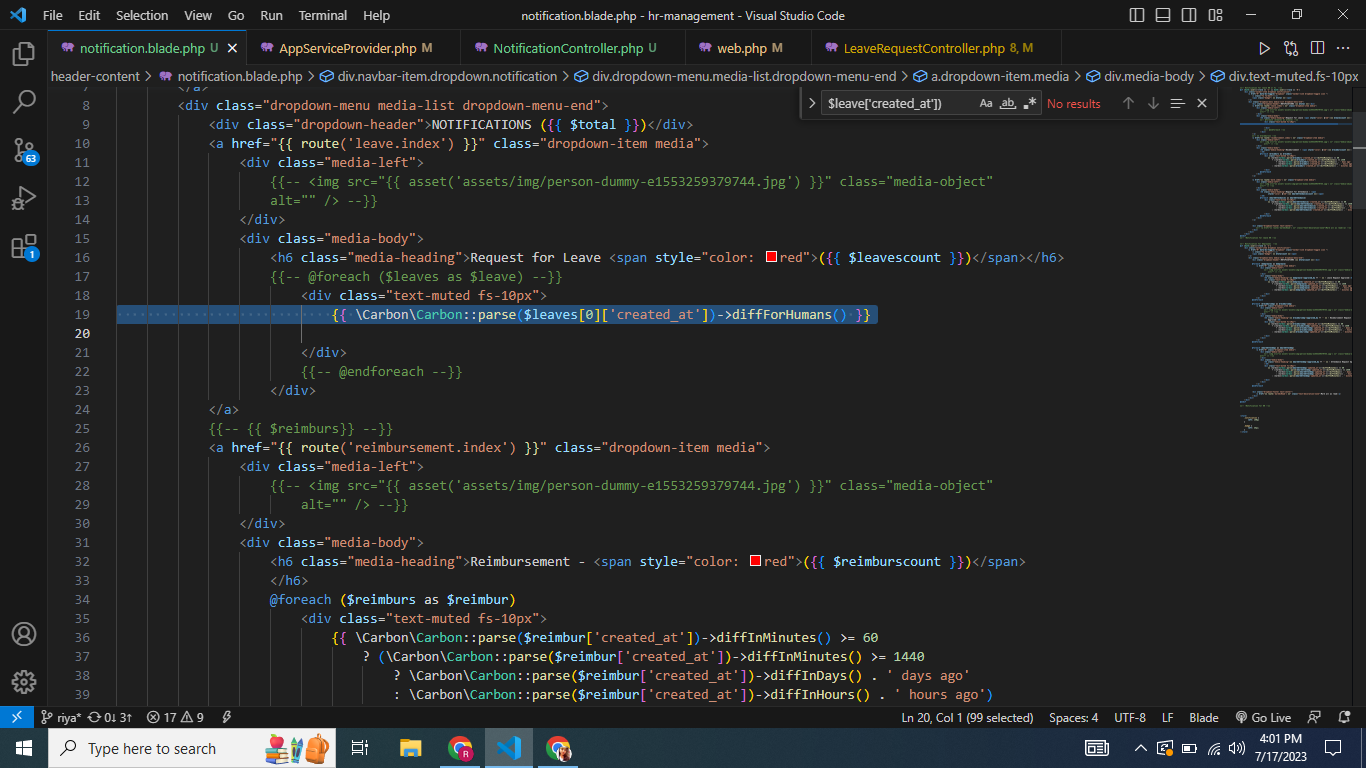 File Edit Selection View Go Run Terminal Help notification.blade.php - hr-management - Visual Studio Code
notification.blade.php U AppServiceProvider.php M NotificationController.php U web.php M LeaveRequestController.php 8, M
header-content > notification.blade.php > div.navbar-item.dropdown.notification > div.dropdown-menu.media-list.dropdown-menu-end > a.dropdown-item.media > div.media-body > div.text-muted.fs-10px
$leave['created_at']) Aa ab .* No results
7 </a>
8 <div class="dropdown-menu media-list dropdown-menu-end">
9 <div class="dropdown-header">NOTIFICATIONS ({{ $total }})</div>
10 <a href="{{ route('leave.index') }}" class="dropdown-item media">
11 <div class="media-left">
12 {{-- <img src="{{ asset('assets/img/person-dummy-e1553259379744.jpg') }}" class="media-object"
13 alt="" /> --}}
14 </div>
15 <div class="media-body">
16 <h6 class="media-heading">Request for Leave <span style="color: red">({{ $leavescount }})</span></h6>
17 {{-- @foreach ($leaves as $leave) --}}
18 <div class="text-muted fs-10px">
19 {{ \Carbon\Carbon::parse($leaves[0]['created_at'])->diffForHumans() }}
20
21 </div>
22 {{-- @endforeach --}}
23 </div>
24 </a>
25 {{-- {{ $reimburs}} --}}
26 <a href="{{ route('reimbursement.index') }}" class="dropdown-item media">
27 <div class="media-left">
28 {{-- <img src="{{ asset('assets/img/person-dummy-e1553259379744.jpg') }}" class="media-object"
29 alt="" /> --}}
30 </div>
31 <div class="media-body">
32 <h6 class="media-heading">Reimbursement - <span style="color: red">({{ $reimburscount }})</span>
33 </h6>
34 @foreach ($reimburs as $reimbur)
35 <div class="text-muted fs-10px">
36 {{ \Carbon\Carbon::parse($reimbur['created_at'])->diffInMinutes() >= 60
37 ? (\Carbon\Carbon::parse($reimbur['created_at'])->diffInMinutes() >= 1440
38 ? \Carbon\Carbon::parse($reimbur['created_at'])->diffInDays() . ' days ago'
39 : \Carbon\Carbon::parse($reimbur['created_at'])->diffInHours() . ' hours ago')
63
1
riya* 0↓ 3↑ 17 9 Ln 20, Col 1 (99 selected) Spaces: 4 UTF-8 LF Blade Go Live
Type here to search R 4:01 PM
7/17/2023